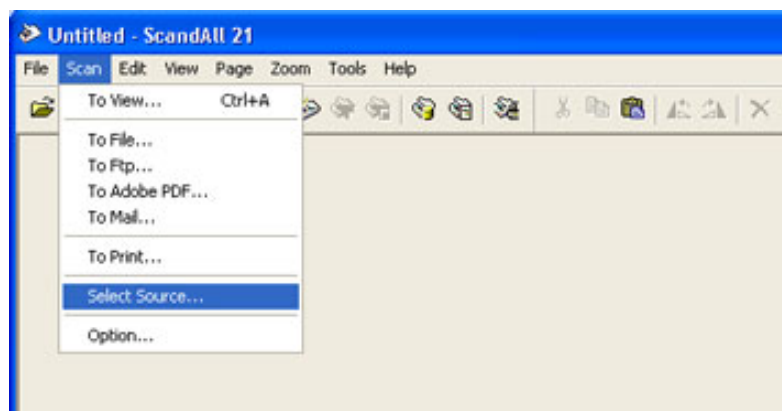 Untitled - ScandAll 21
File Scan Edit View Page Zoom Tools Help
To View... Ctrl+A
To File...
To Ftp...
To Adobe PDF...
To Mail...
To Print...
Select Source...
Option...